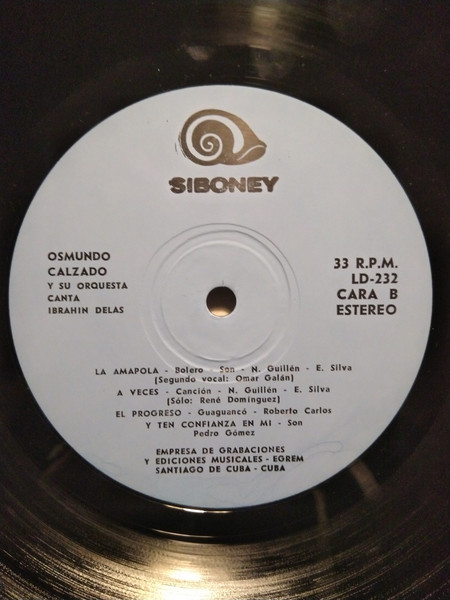 SIBONEY
OSMUNDO
CALZADO
Y SU ORQUESTA
CANTA
IBRAHIN DELAS
33 R.P.M.
LD-232
CARA B
ESTEREO
LA AMAPOLA - Bolero - Son - N. Guillén - E. Silva
(Segundo vocal: Omar Galán)
A VECES - Canción - N. Guillén - E. Silva
(Sólo: René Domínguez)
EL PROGRESO - Guaguancó - Roberto Carlos
Y TEN CONFIANZA EN MI - Son
Pedro Gómez
EMPRESA DE GRABACIONES
Y EDICIONES MUSICALES - EGREM
SANTIAGO DE CUBA - CUBA